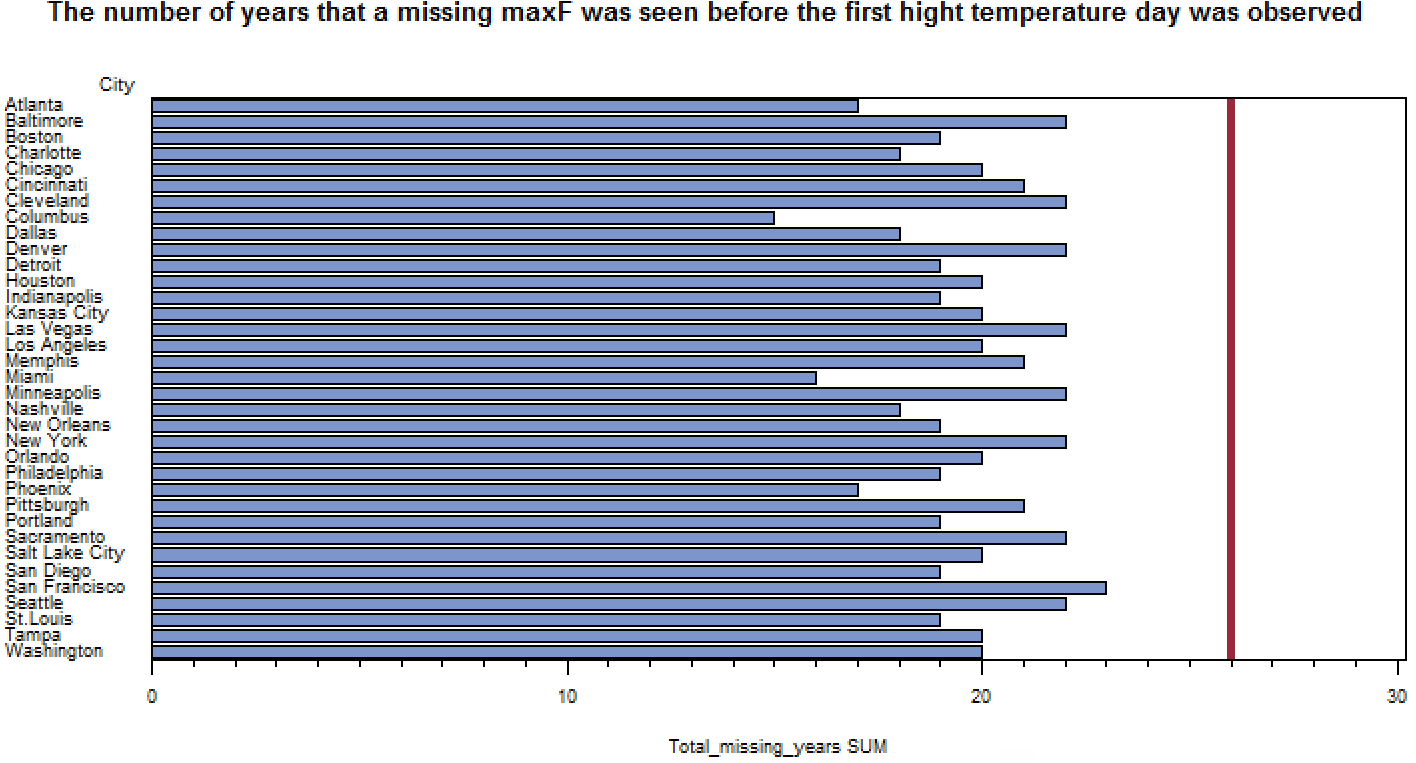 The number of years that a missing maxF was seen before the first hight temperature day was observed
City
Atlanta
Baltimore
Boston
Charlotte
Chicago
Cincinnati
Cleveland
Columbus
Dallas
Denver
Detroit
Houston
Indianapolis
Kansas City
Las Vegas
Los Angeles
Memphis
Miami
Minneapolis
Nashville
New Orleans
New York
Orlando
Philadelphia
Phoenix
Pittsburgh
Portland
Sacramento
Salt Lake City
San Diego
San Francisco
Seattle
St.Louis
Tampa
Washington
0 10 20 30
Total_missing_years SUM